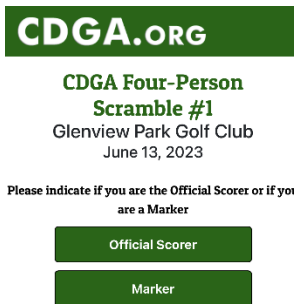 CDGA.ORG
CDGA Four-Person
Scramble #1
Glenview Park Golf Club
June 13, 2023
Please indicate if you are the Official Scorer or if you
are a Marker
Official Scorer
Marker